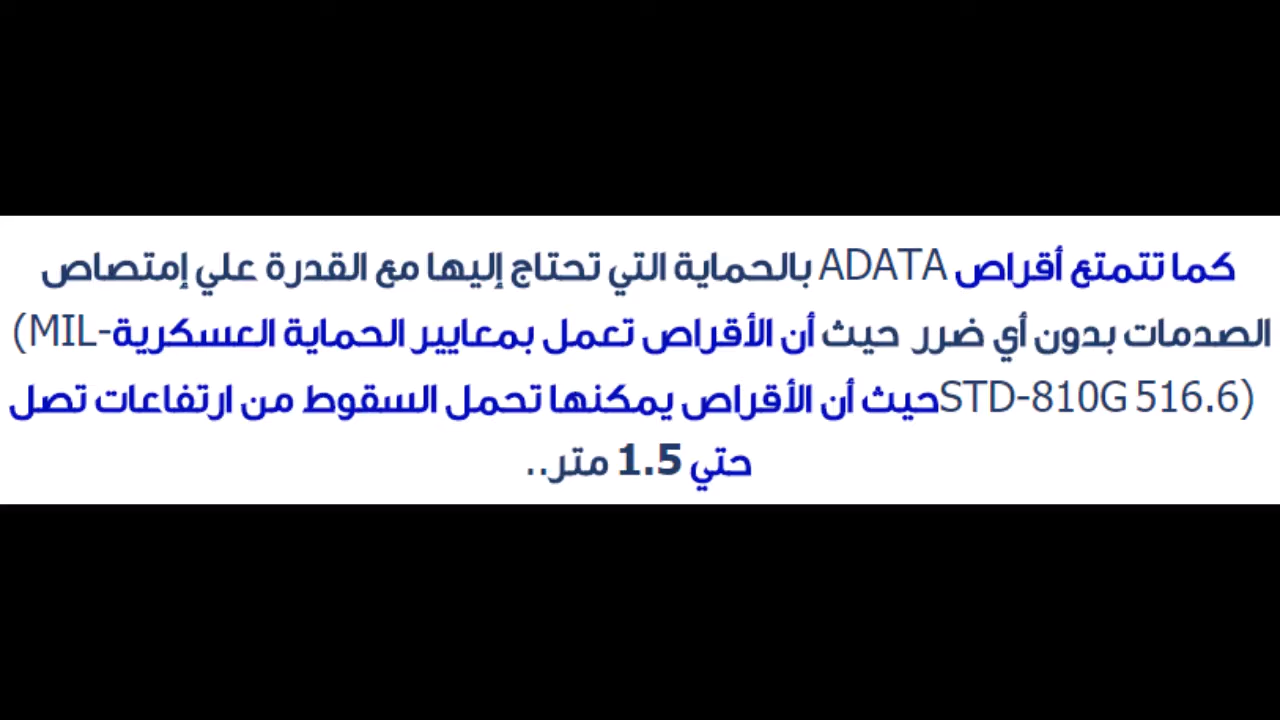 كما تتمتع أقراص ADATA بالحماية التي تحتاج إليها مع القدرة علي إمتصاص
الصدمات بدون أي ضرر حيث أن الأقراص تعمل بمعايير الحماية العسكرية-MIL)
(STD-810G 516.6حيث أن الأقراص يمكنها تحمل السقوط من ارتفاعات تصل
حتي 1.5 متر..